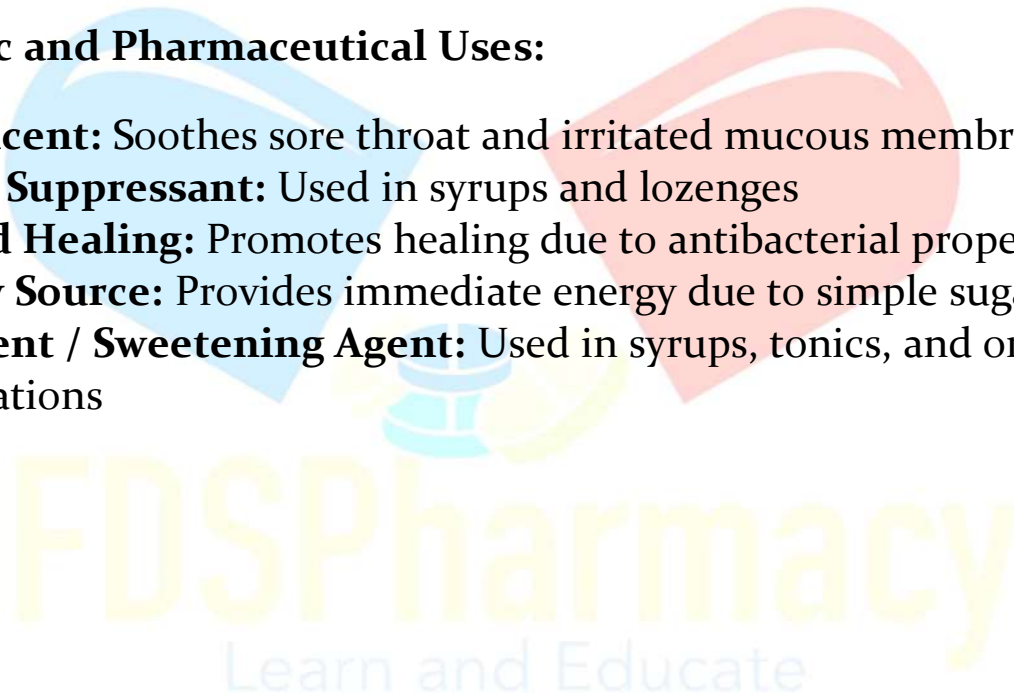 c and Pharmaceutical Uses:
cent: Soothes sore throat and irritated mucous membr
Suppressant: Used in syrups and lozenges
d Healing: Promotes healing due to antibacterial prope
y Source: Provides immediate energy due to simple suga
ent / Sweetening Agent: Used in syrups, tonics, and or
ations
FDSPharmacy
Learn and Educate